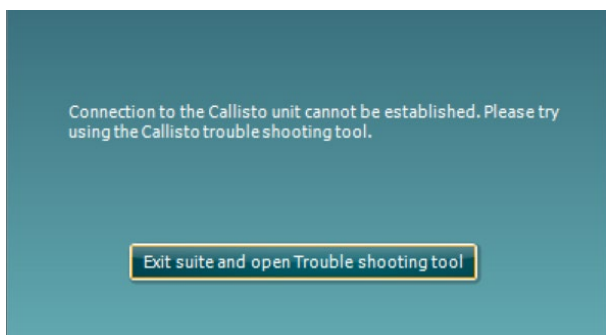 Connection to the Callisto unit cannot be established. Please try
using the Callisto trouble shooting tool.
Exit suite and open Trouble shooting tool